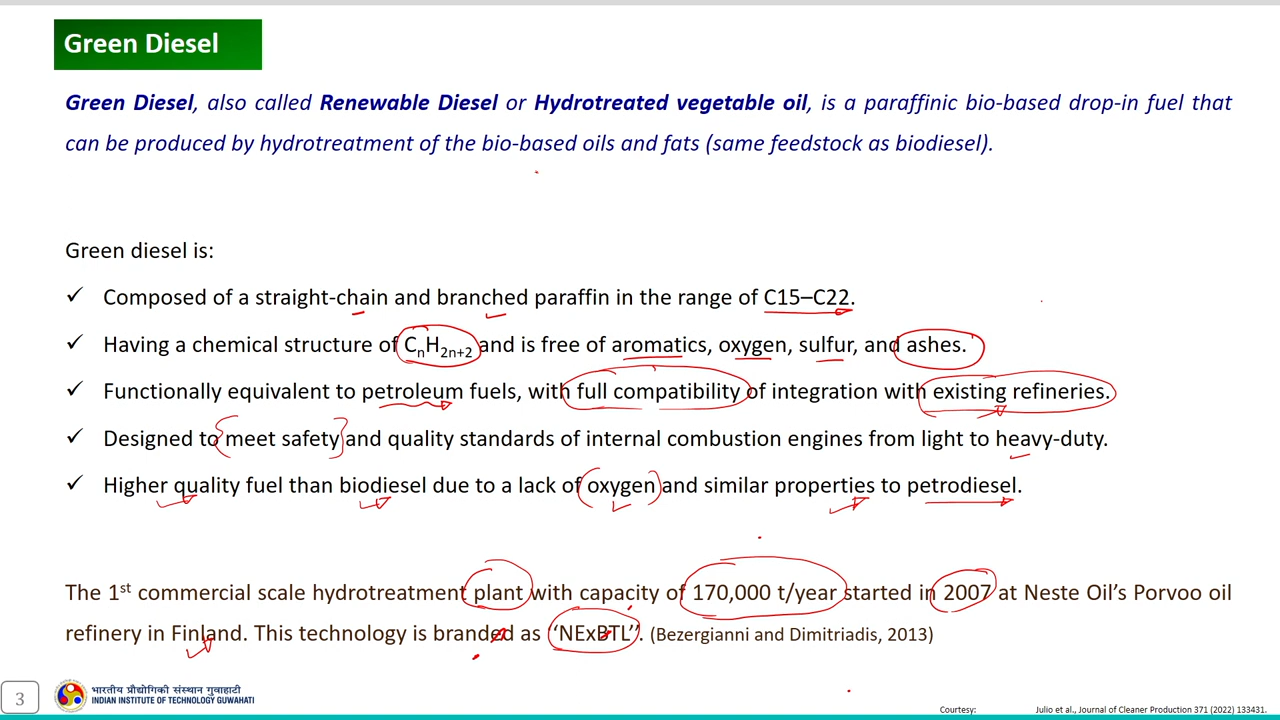 Green Diesel
Green Diesel, also called Renewable Diesel or Hydrotreated vegetable oil, is a paraffinic bio-based drop-in fuel that
can be produced by hydrotreatment of the bio-based oils and fats (same feedstock as biodiesel).
Green diesel is:
✓ Composed of a straight-chain and branched paraffin in the range of C15–C22.
✓ Having a chemical structure of CnH2n+2 and is free of aromatics, oxygen, sulfur, and ashes.
✓ Functionally equivalent to petroleum fuels, with full compatibility of integration with existing refineries.
✓ Designed to meet safety and quality standards of internal combustion engines from light to heavy-duty.
✓ Higher quality fuel than biodiesel due to a lack of oxygen and similar properties to petrodiesel.
The 1st commercial scale hydrotreatment plant with capacity of 170,000 t/year started in 2007 at Neste Oil's Porvoo oil
refinery in Finland. This technology is branded as ‘‘NExBTL’’. (Bezergianni and Dimitriadis, 2013)
3
भारतीय प्रौद्योगिकी संस्थान गुवाहाटी
INDIAN INSTITUTE OF TECHNOLOGY GUWAHATI
Courtesy: Julio et al., Journal of Cleaner Production 371 (2022) 133431.